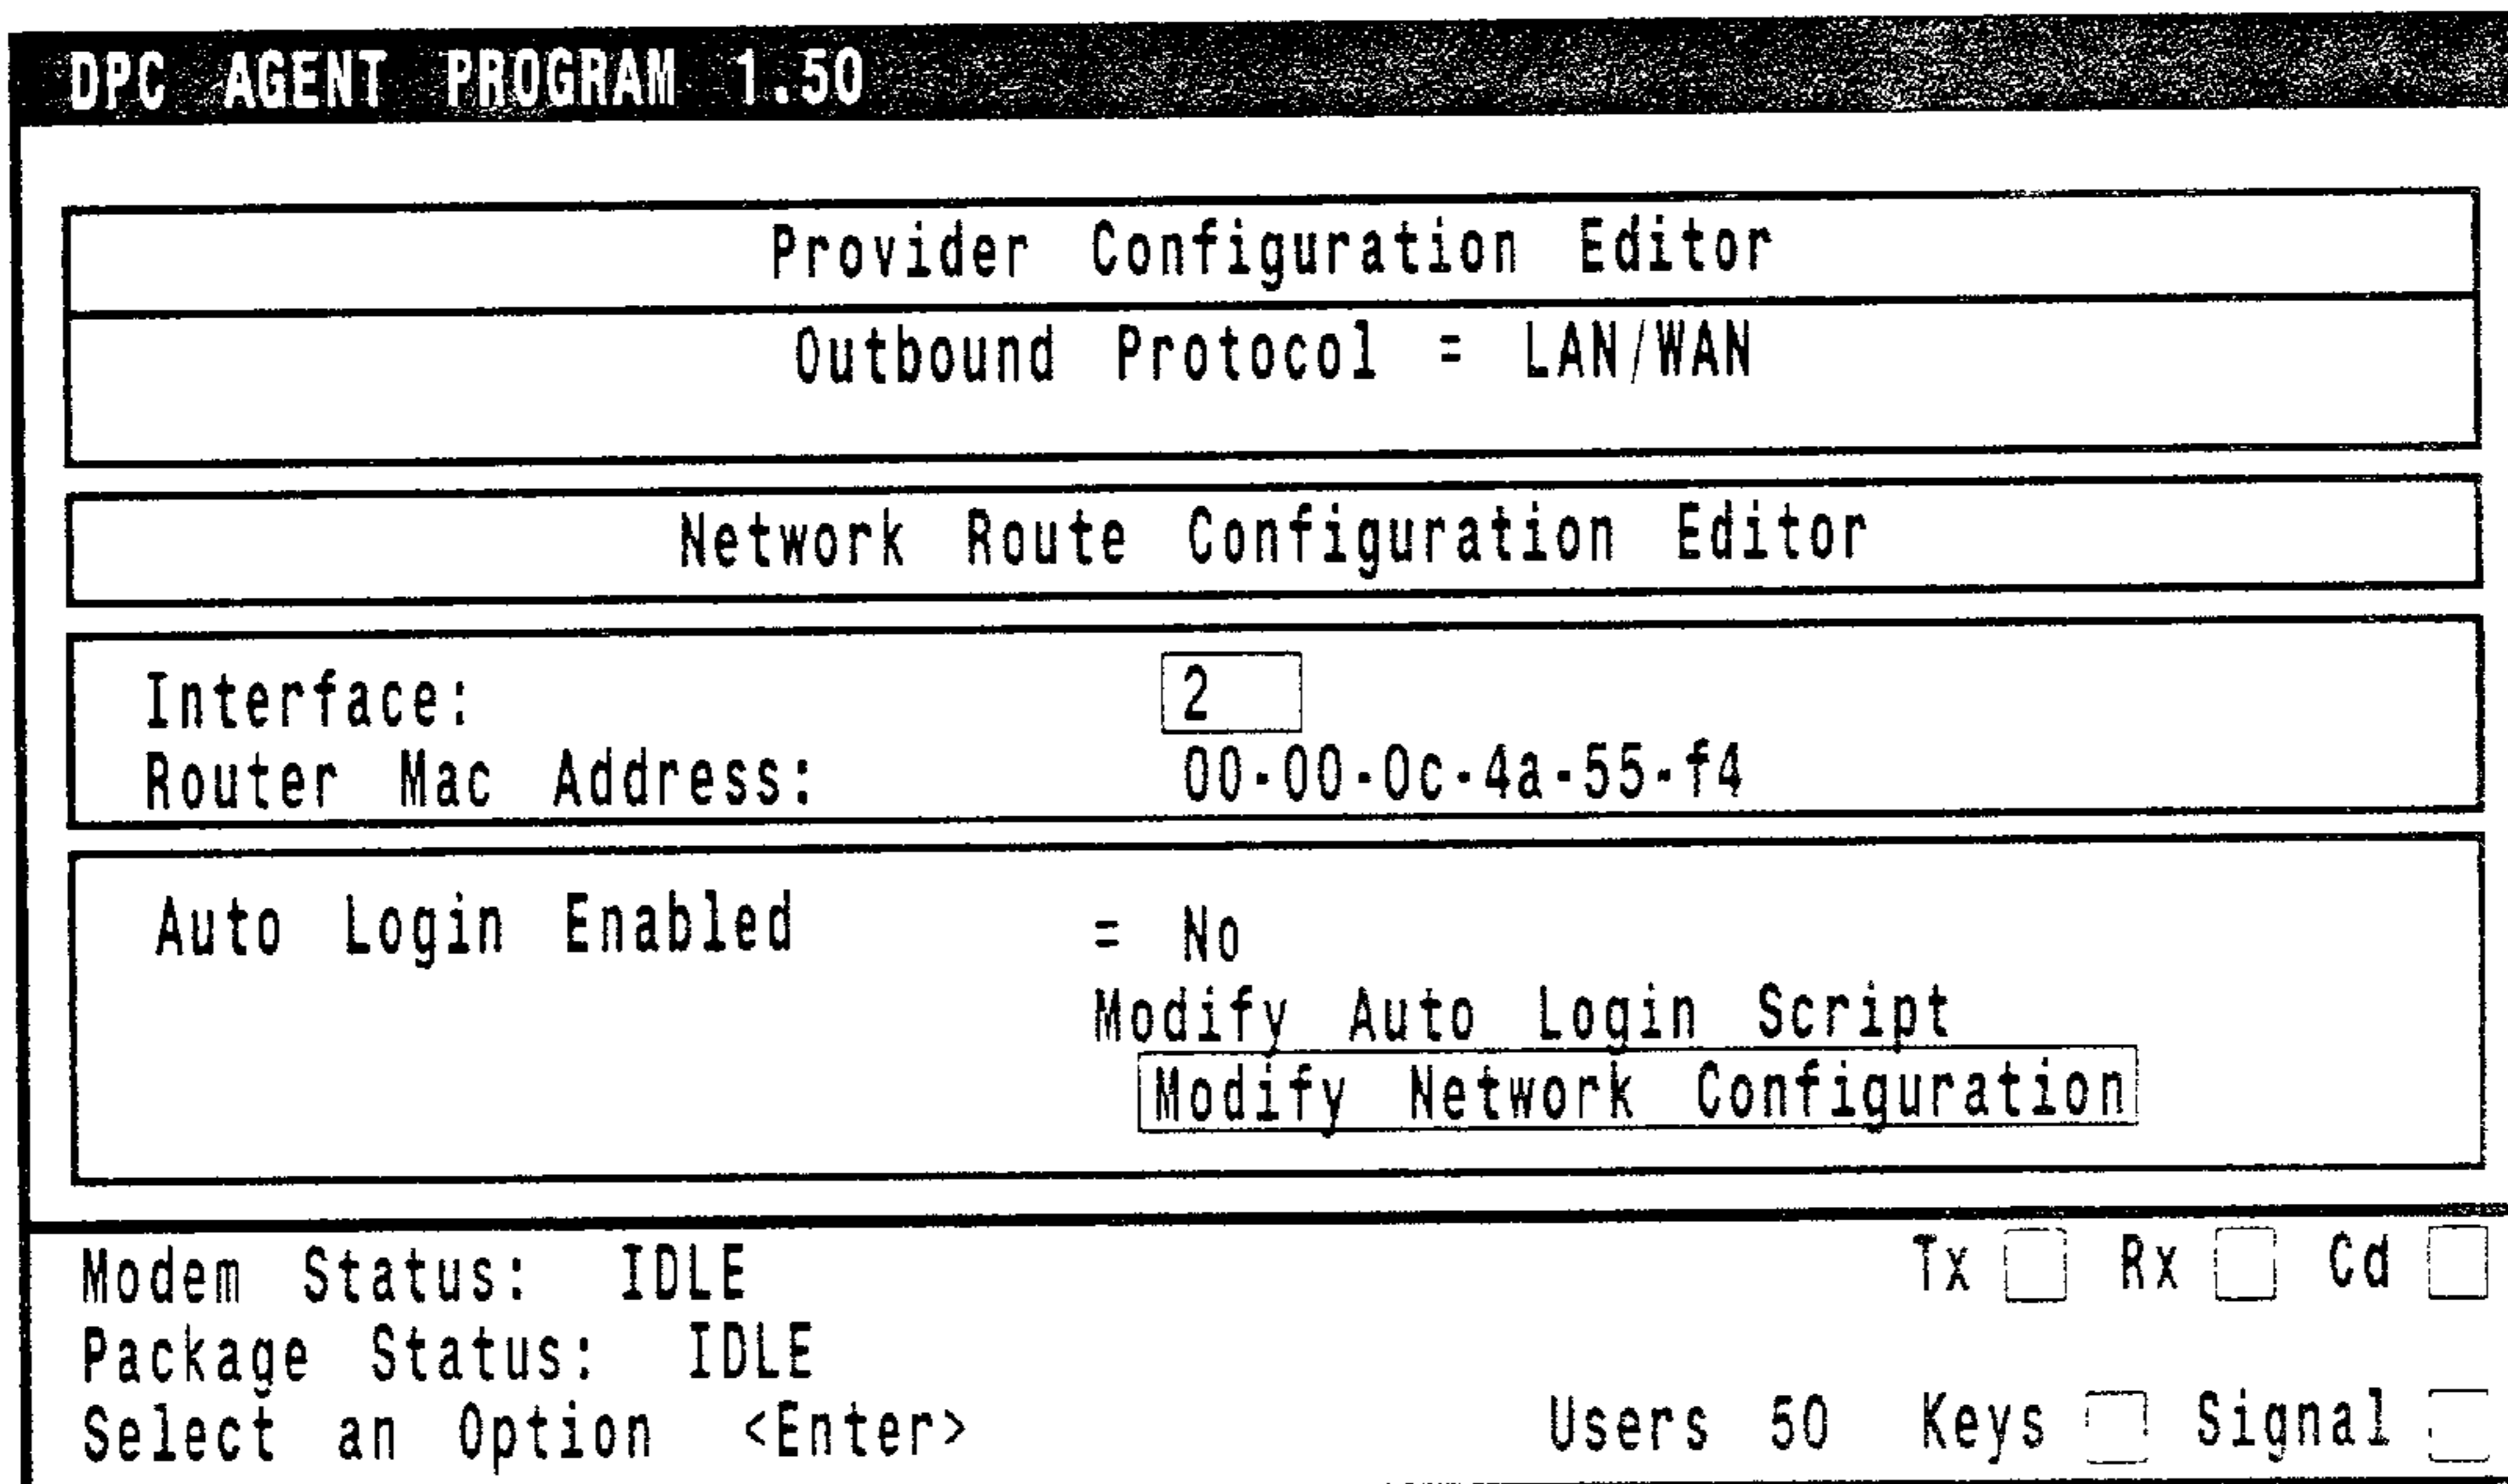 DPC AGENT PROGRAM 1.50
Provider Configuration Editor
Outbound Protocol = LAN/WAN
Network Route Configuration Editor
Interface: 2
Router Mac Address: 00-00-0c-4a-55-f4
Auto Login Enabled = No
Modify Auto Login Script
Modify Network Configuration
Modem Status: IDLE Tx Rx Cd
Package Status: IDLE
Select an Option <Enter> Users 50 Keys Signal